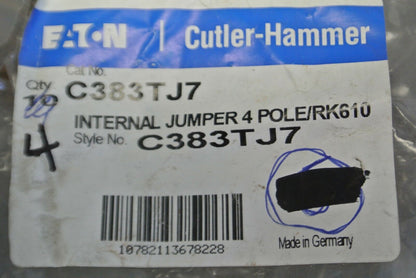 EATON Cutler-Hammer
Cat No.
Qty C383TJ7
4
INTERNAL JUMPER 4 POLE/RK610
Style No. C383TJ7
Made in Germany
10782113678228